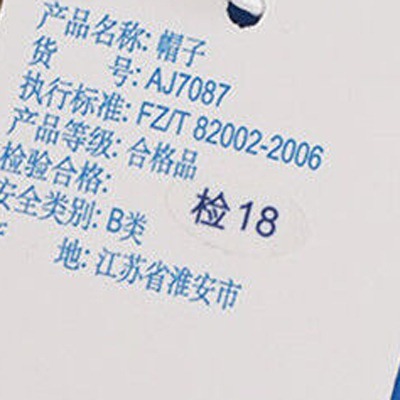 产品名称: 帽子
货 号: AJ7087
执行标准: FZ/T 82002-2006
产品等级: 合格品
检验合格: 检18
安全类别: B类
地: 江苏省淮安市